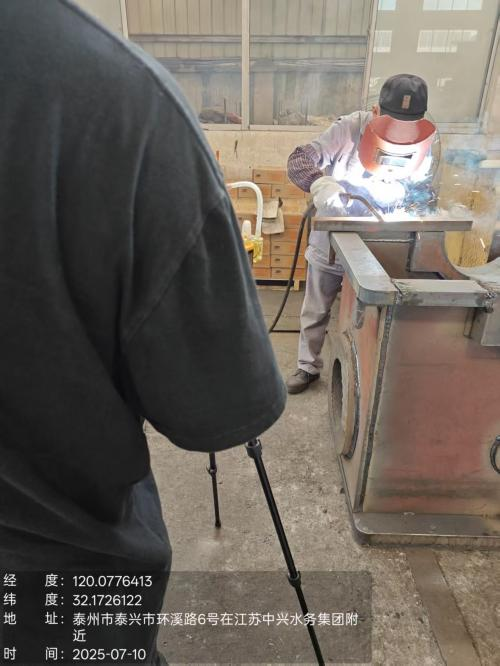 经 度：120.0776413
纬 度：32.1726122
地 址：泰州市泰兴市环溪路6号在江苏中兴水务集团附
近
时 间：2025-07-10